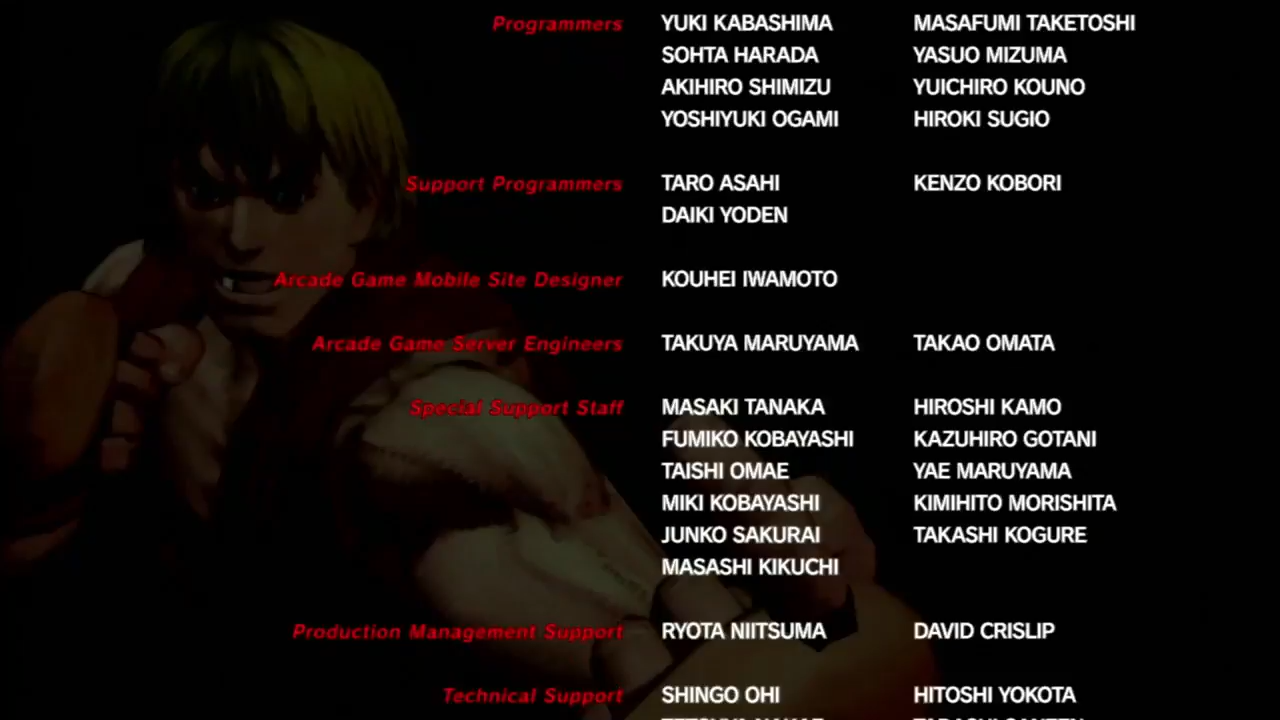 Programmers YUKI KABASHIMA MASAFUMI TAKETOSHI
SOHTA HARADA YASUO MIZUMA
AKIHIRO SHIMIZU YUICHIRO KOUNO
YOSHIYUKI OGAMI HIROKI SUGIO
Support Programmers TARO ASAHI KENZO KOBORI
DAIKI YODEN
Arcade Game Mobile Site Designer KOUHEI IWAMOTO
Arcade Game Server Engineers TAKUYA MARUYAMA TAKAO OMATA
Special Support Staff MASAKI TANAKA HIROSHI KAMO
FUMIKO KOBAYASHI KAZUHIRO GOTANI
TAISHI OMAE YAE MARUYAMA
MIKI KOBAYASHI KIMIHITO MORISHITA
JUNKO SAKURAI TAKASHI KOGURE
MASASHI KIKUCHI
Production Management Support RYOTA NIITSUMA DAVID CRISLIP
Technical Support SHINGO OHI HITOSHI YOKOTA